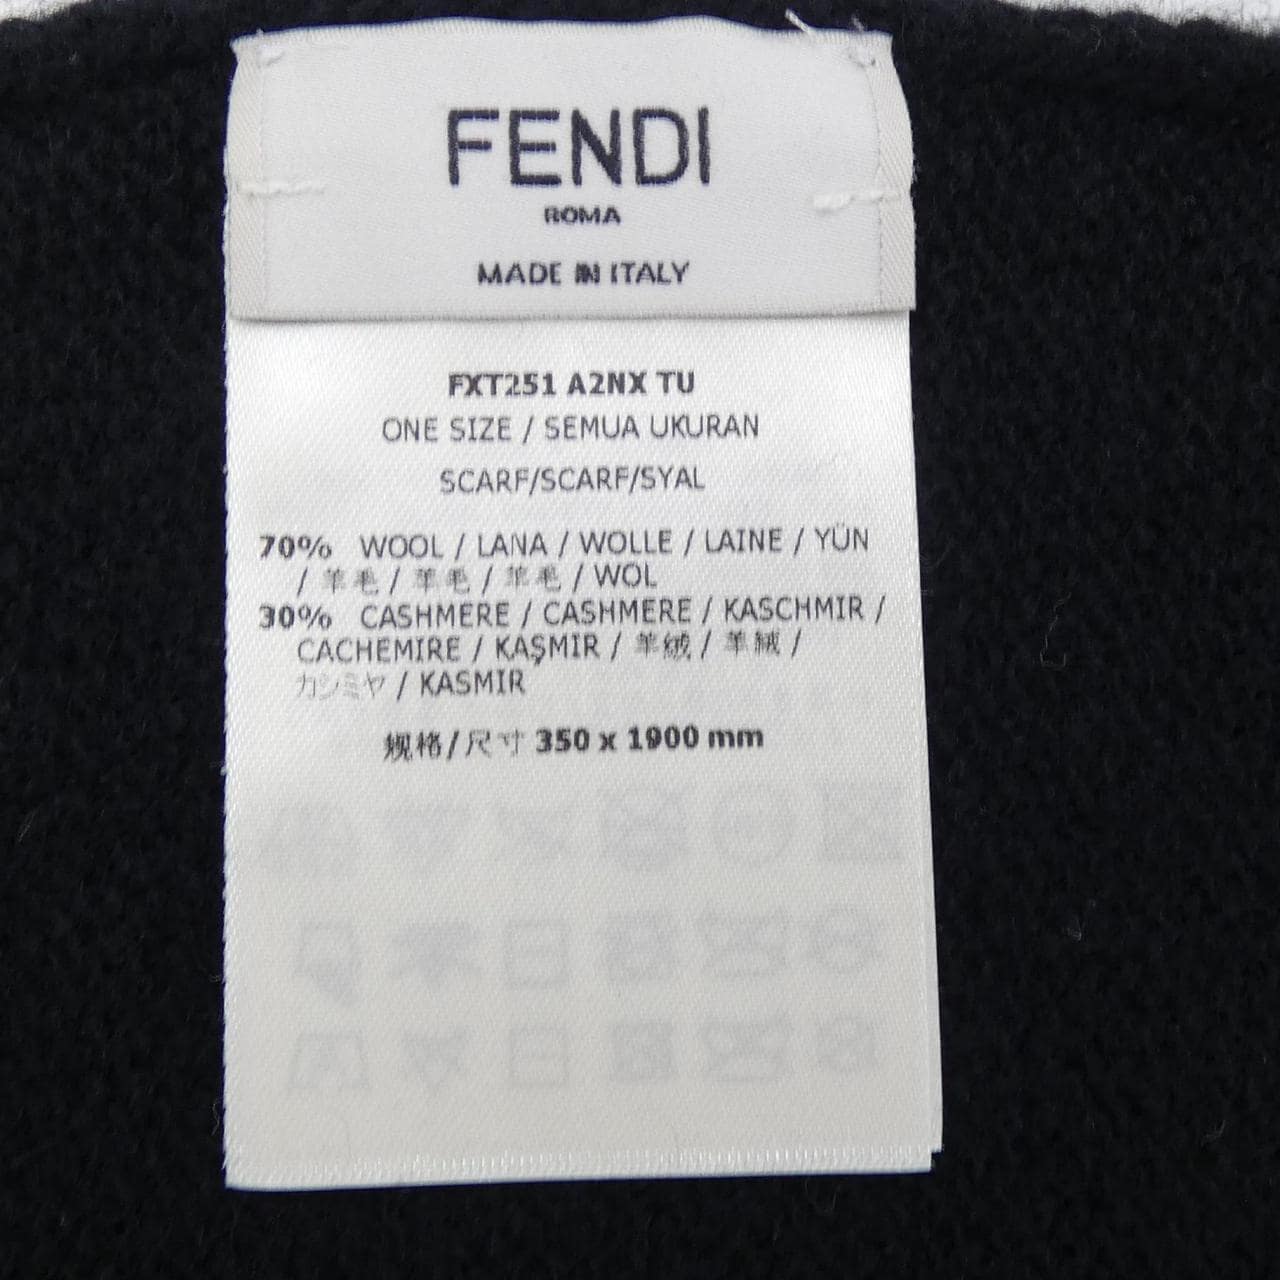 FENDI
ROMA
MADE IN ITALY
FXT251 A2NX TU
ONE SIZE / SEMUA UKURAN
SCARF/SCARF/SYAL
70% WOOL / LANA / WOLLE / LAINE / YÜN
/ 羊毛 / 羊毛 / 羊毛 / WOL
30% CASHMERE / CASHMERE / KASCHMIR /
CACHEMIRE / KAŞMIR / 羊绒 / 羊絨 /
カシミヤ / KASMIR
规格/尺寸 350 x 1900 mm